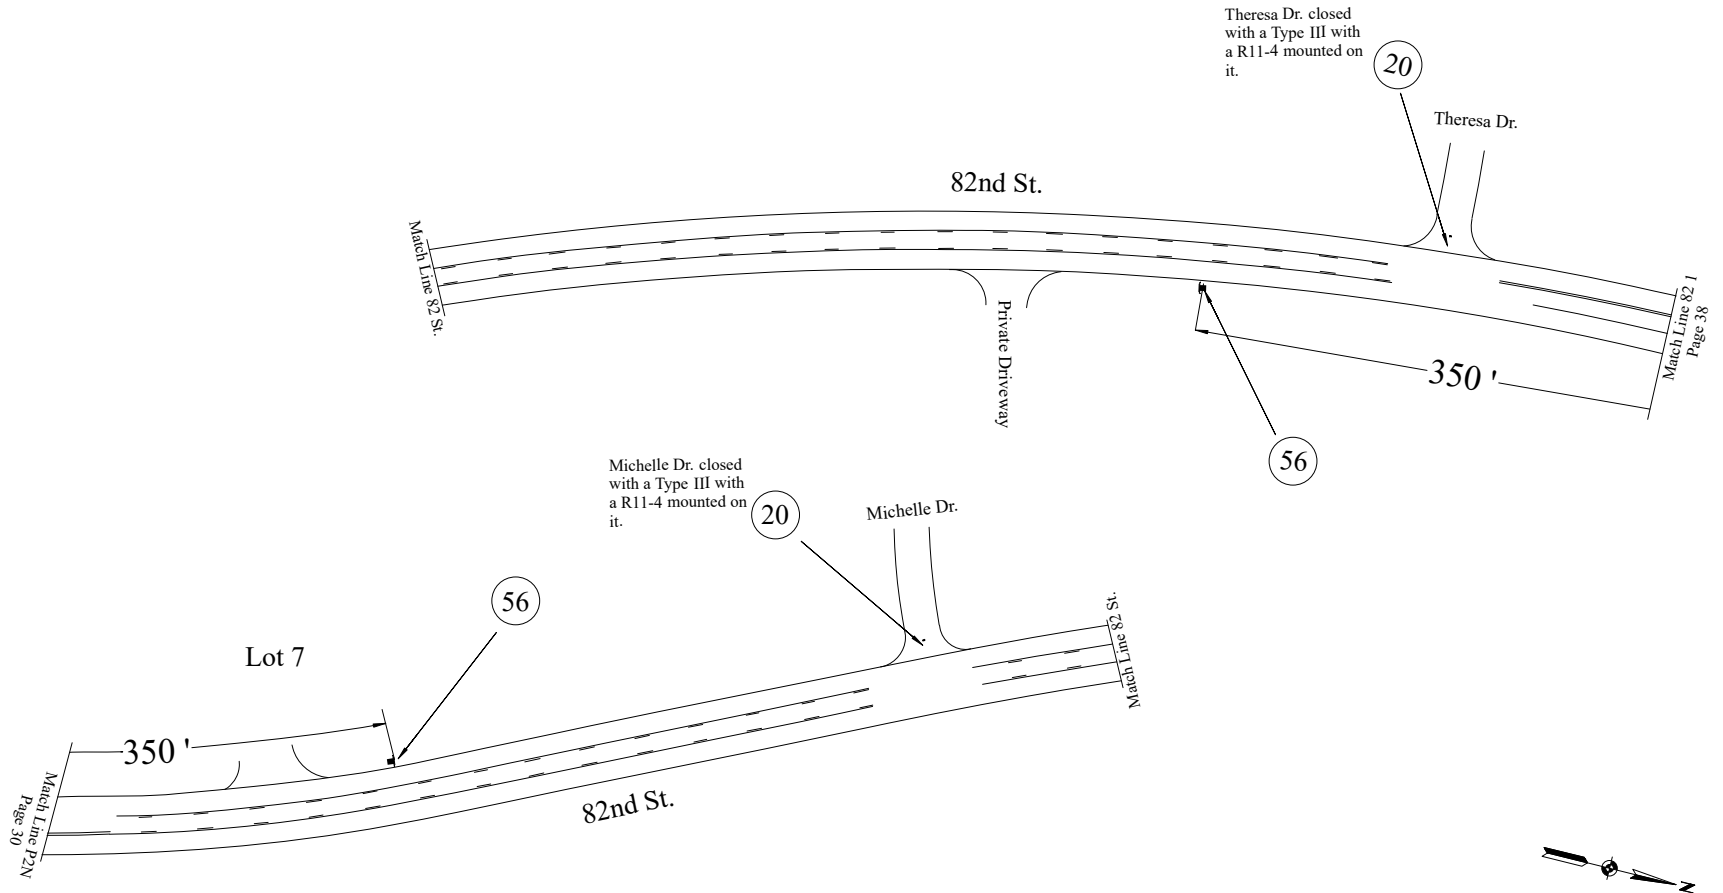 Theresa Dr. closed
with a Type III with
a R11-4 mounted on
it.
20
Theresa Dr.
82nd St.
Match Line 82 St.
Private Driveway
Match Line 82 1
Page 38
350 '
56
Michelle Dr. closed
with a Type III with
a R11-4 mounted on
it.
20
Michelle Dr.
56
Match Line 82 St.
Lot 7
350 '
82nd St.
Match Line P2N
Page 30
N